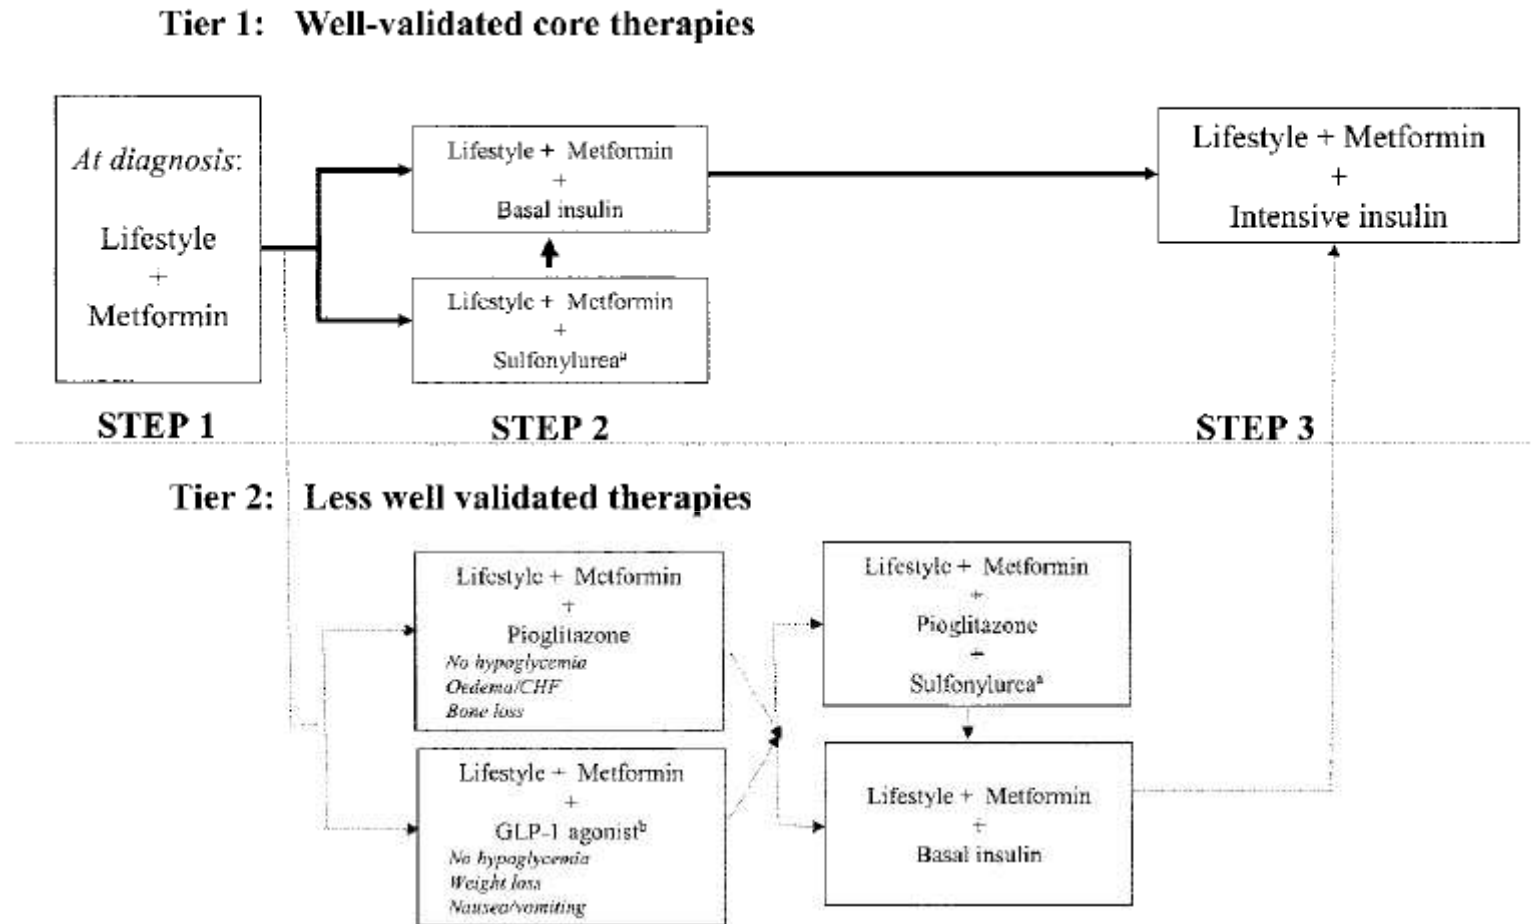 Tier 1: Well-validated core therapies
At diagnosis:
Lifestyle
+
Metformin
Lifestyle + Metformin
+
Basal insulin
Lifestyle + Metformin
+
Sulfonylureaᵃ
Lifestyle + Metformin
+
Intensive insulin
STEP 1
STEP 2
STEP 3
Tier 2: Less well validated therapies
Lifestyle + Metformin
+
Pioglitazone
No hypoglycemia
Oedema/CHF
Bone loss
Lifestyle + Metformin
+
GLP-1 agonistᵇ
No hypoglycemia
Weight loss
Nausea/vomiting
Lifestyle + Metformin
+
Pioglitazone
+
Sulfonylureaᵃ
Lifestyle + Metformin
+
Basal insulin